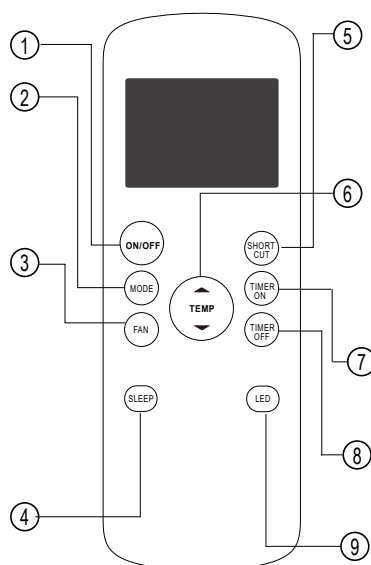 1
5
2
6
ON/OFF
SHORT
CUT
3
MODE
TEMP
TIMER
ON
FAN
TIMER
OFF
7
SLEEP
LED
8
4
9